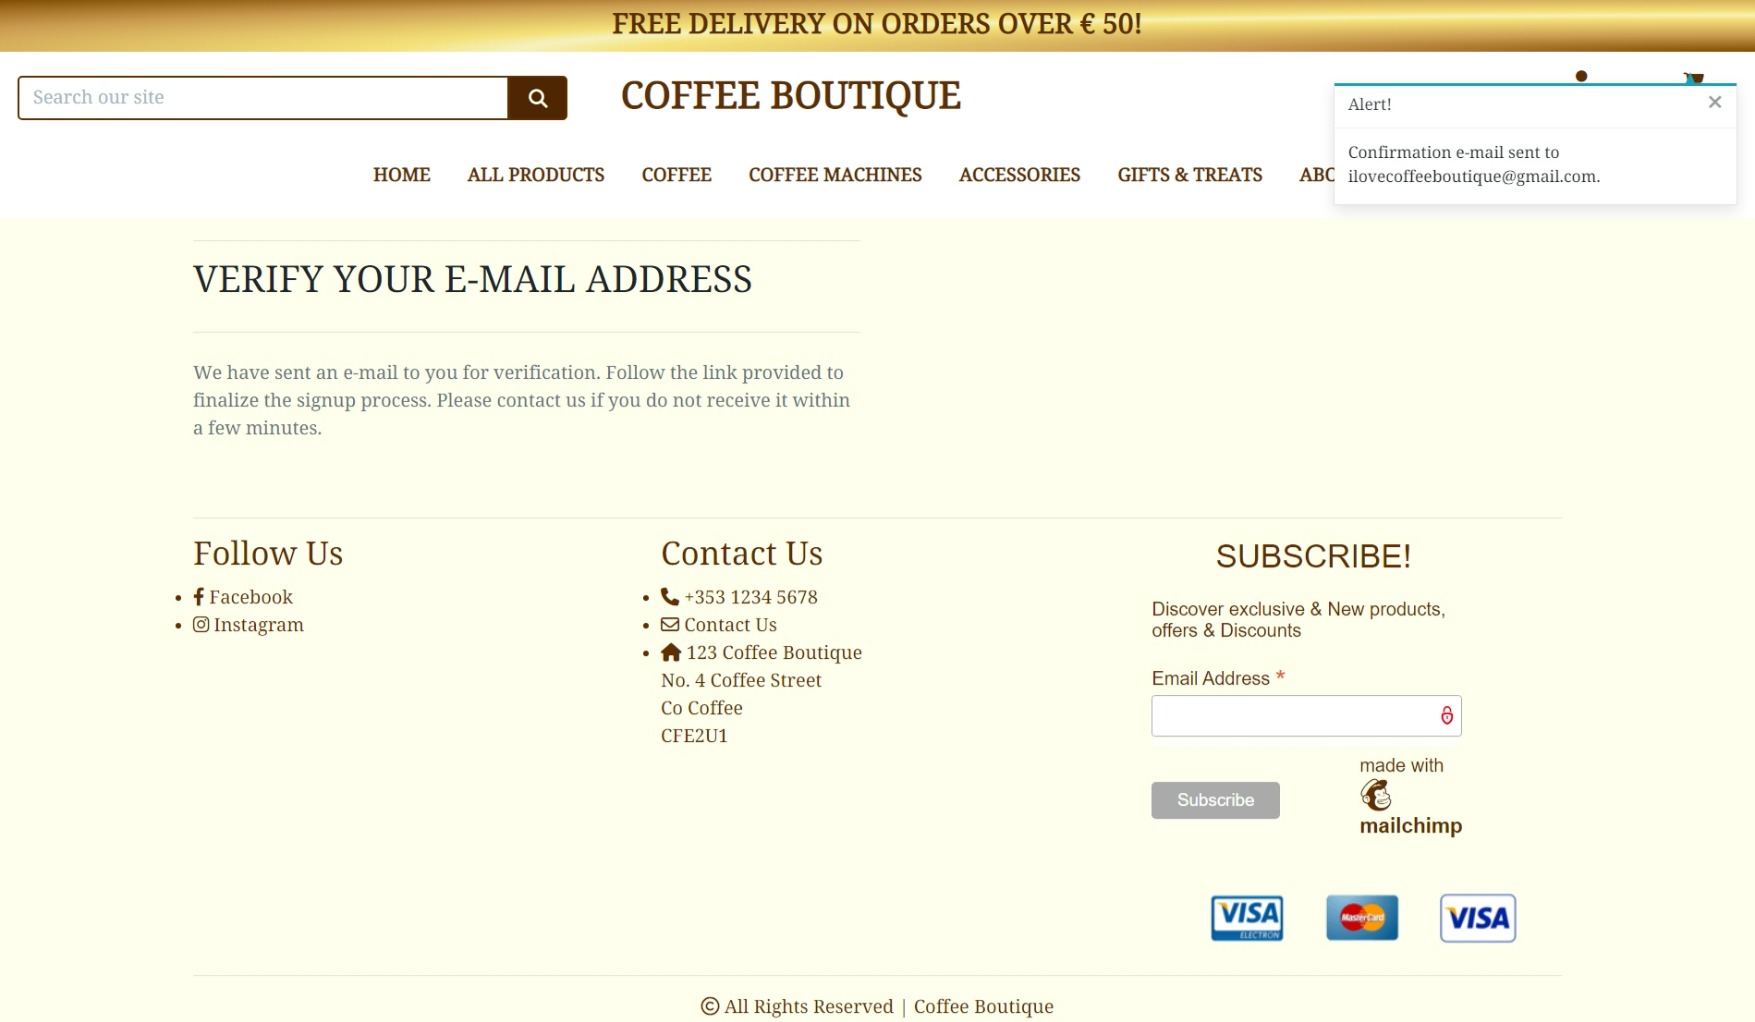 FREE DELIVERY ON ORDERS OVER € 50!
Search our site
COFFEE BOUTIQUE
Alert!
Confirmation e-mail sent to
ilovecoffeeboutique@gmail.com.
HOME ALL PRODUCTS COFFEE COFFEE MACHINES ACCESSORIES GIFTS & TREATS
VERIFY YOUR E-MAIL ADDRESS
We have sent an e-mail to you for verification. Follow the link provided to
finalize the signup process. Please contact us if you do not receive it within
a few minutes.
Follow Us
Facebook
Instagram
Contact Us
+353 1234 5678
Contact Us
123 Coffee Boutique
No. 4 Coffee Street
Co Coffee
CFE2U1
SUBSCRIBE!
Discover exclusive & New products,
offers & Discounts
Email Address *
Subscribe
made with
mailchimp
VISA
ELECTRON
MasterCard
VISA
© All Rights Reserved | Coffee Boutique